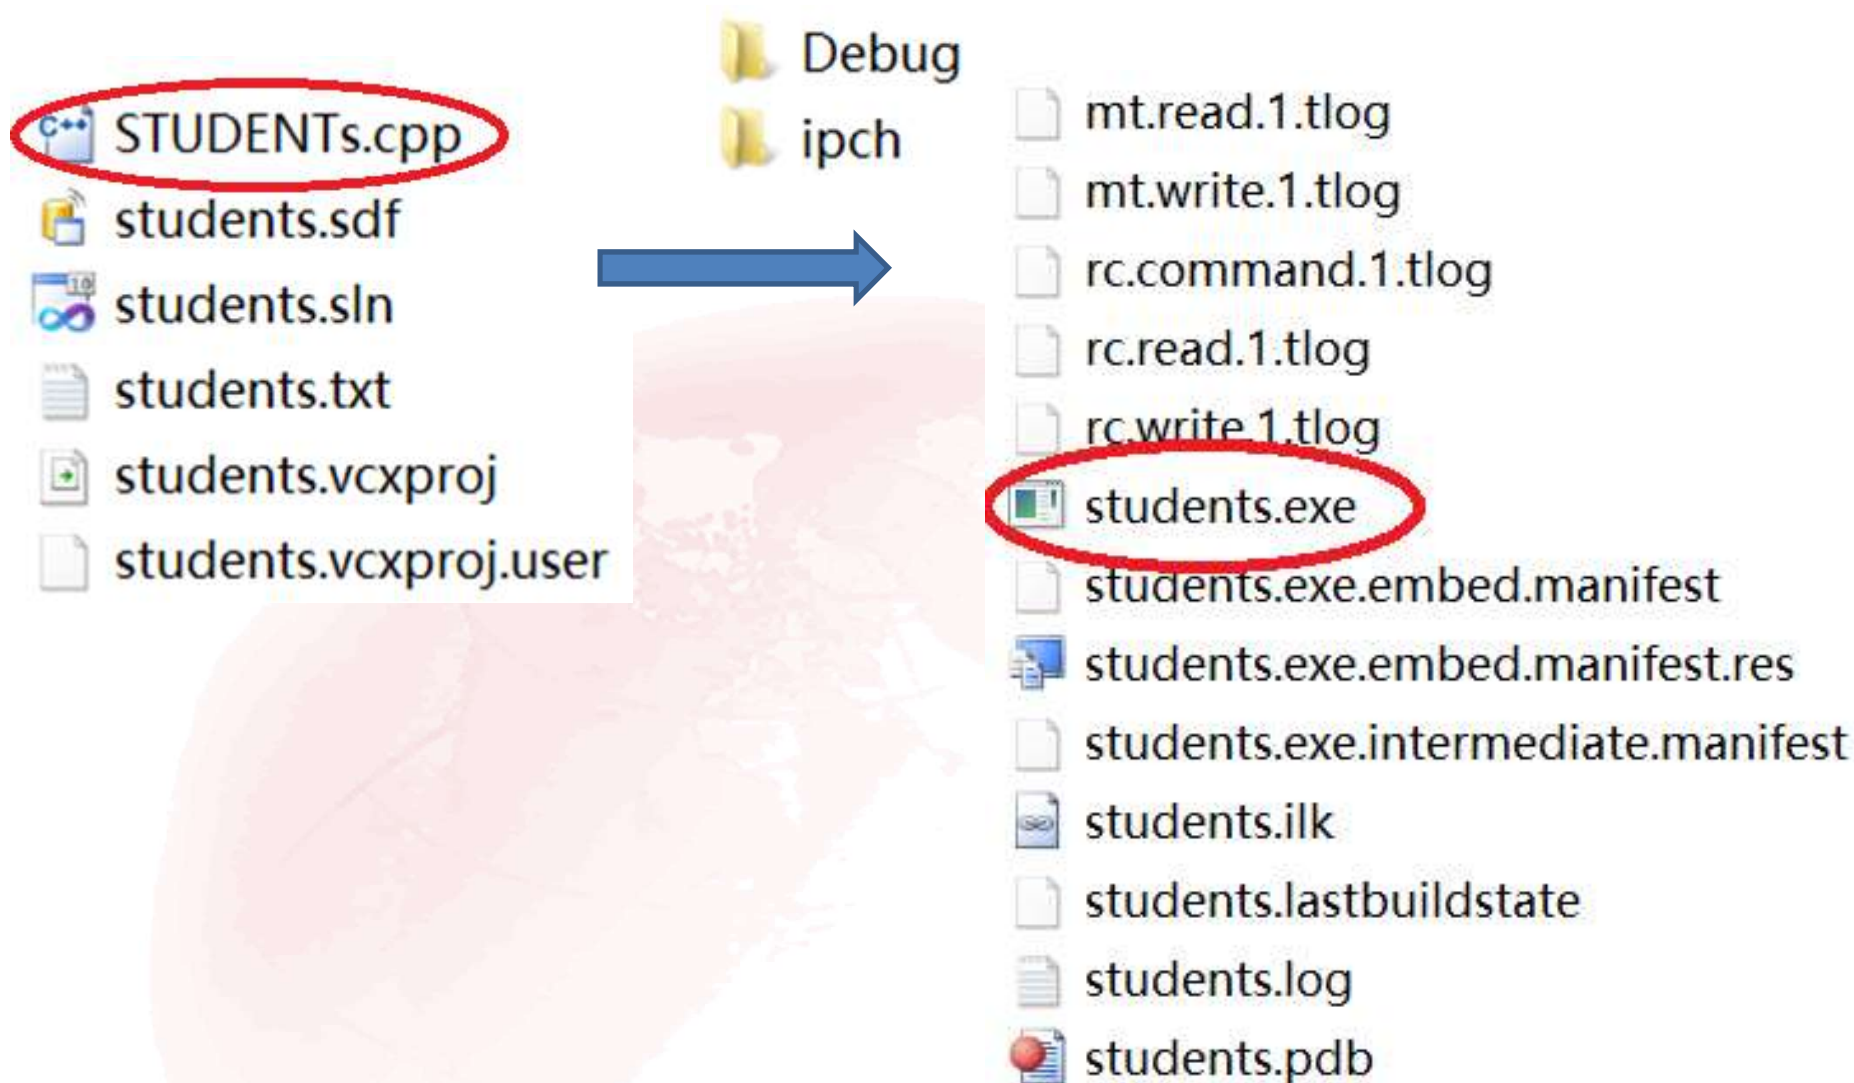 STUDENTs.cpp
students.sdf
students.sln
students.txt
students.vcxproj
students.vcxproj.user
Debug
ipch
mt.read.1.tlog
mt.write.1.tlog
rc.command.1.tlog
rc.read.1.tlog
rc.write.1.tlog
students.exe
students.exe.embed.manifest
students.exe.embed.manifest.res
students.exe.intermediate.manifest
students.ilk
students.lastbuildstate
students.log
students.pdb